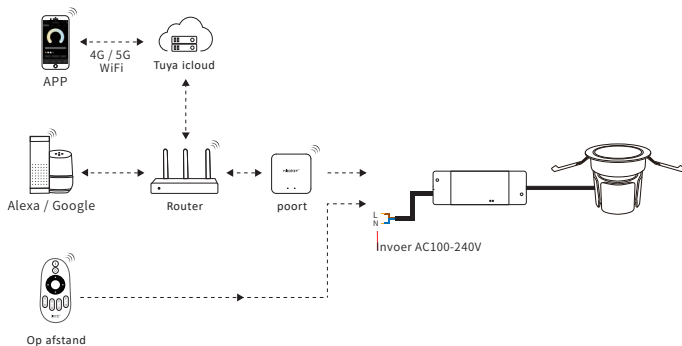 4G / 5G
WiFi
APP
Tuya icloud
Alexa / Google
Router
poort
L
N
Invoer AC100-240V
Op afstand